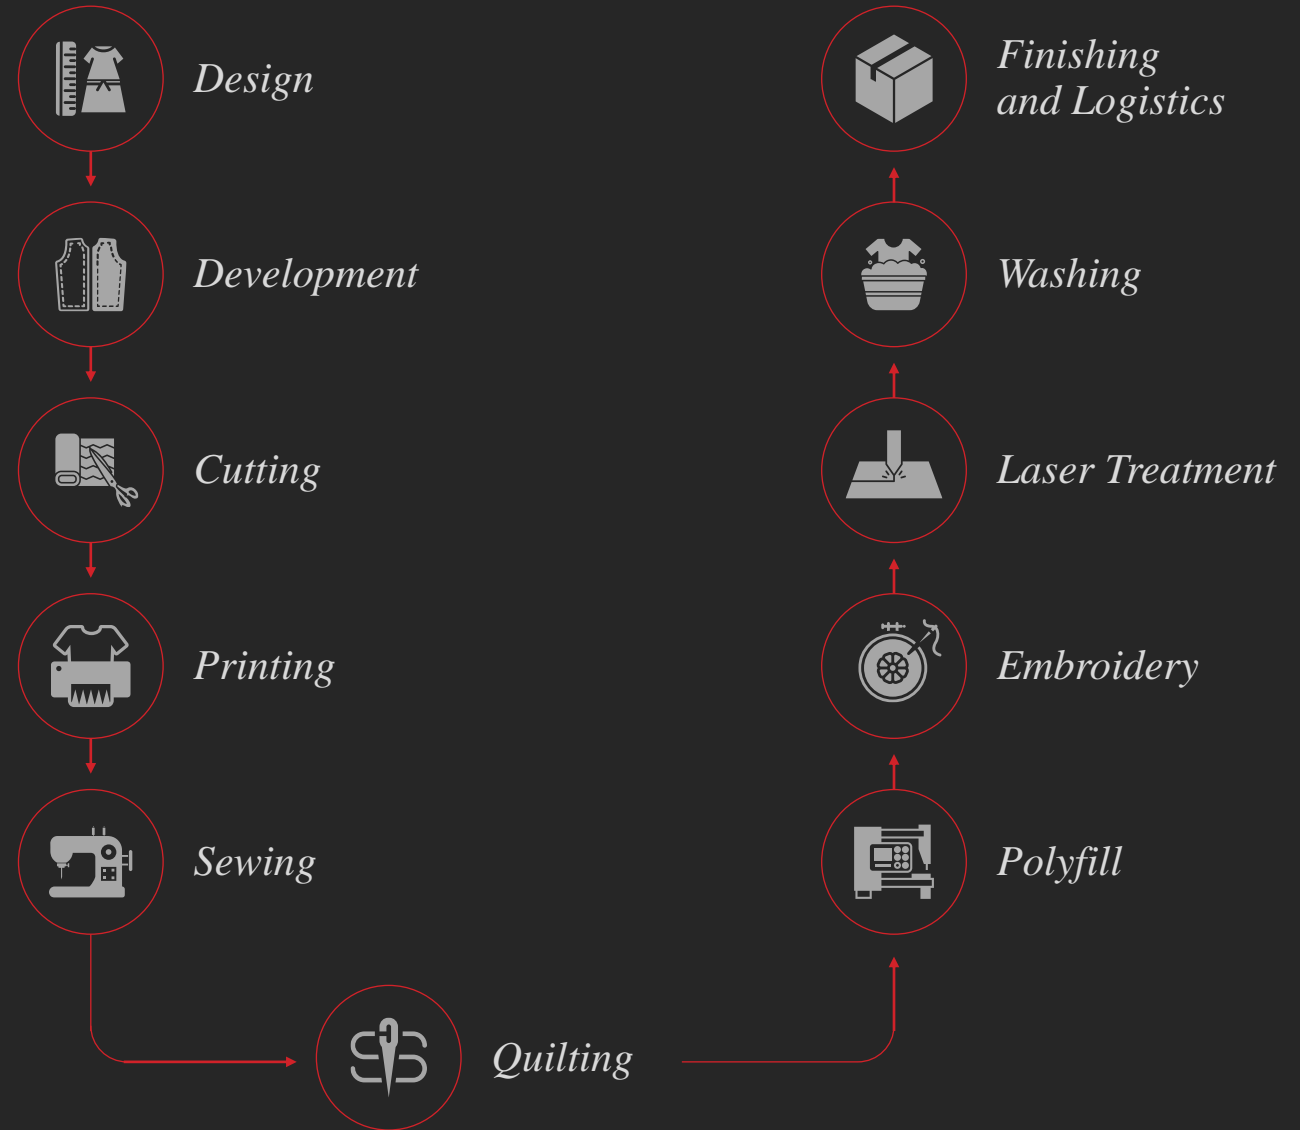 Design
Development
Cutting
Printing
Sewing
Quilting
Polyfill
Embroidery
Laser Treatment
Washing
Finishing
and Logistics